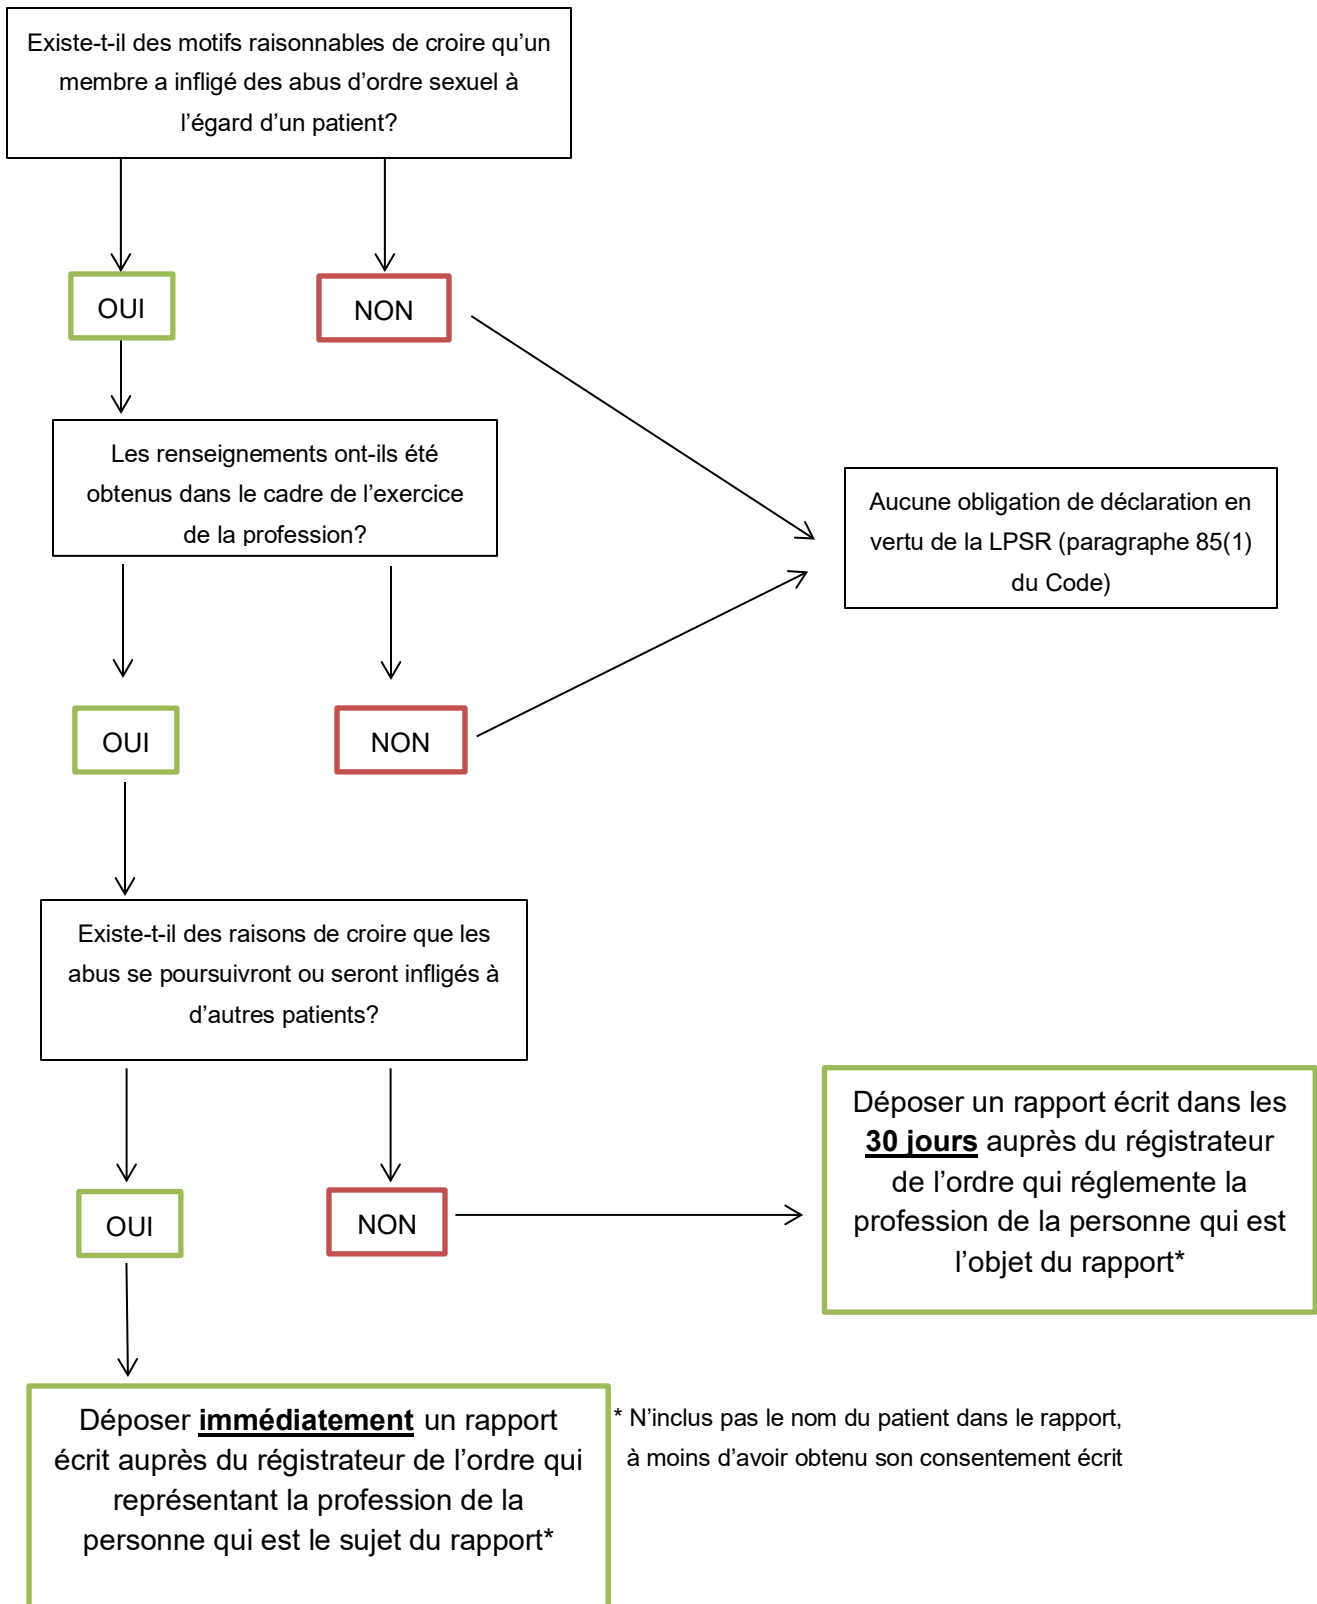 Existe-t-il des motifs raisonnables de croire qu’un
membre a infligé des abus d’ordre sexuel à
l’égard d’un patient?
OUI
NON
Les renseignements ont-ils été
obtenus dans le cadre de l’exercice
de la profession?
Aucune obligation de déclaration en
vertu de la LPSR (paragraphe 85(1)
du Code)
OUI
NON
Existe-t-il des raisons de croire que les
abus se poursuivront ou seront infligés à
d’autres patients?
Déposer un rapport écrit dans les
30 jours auprès du régistrateur
de l’ordre qui réglemente la
profession de la personne qui est
l’objet du rapport*
OUI
NON
Déposer immédiatement un rapport
écrit auprès du régistrateur de l’ordre qui
représentant la profession de la
personne qui est le sujet du rapport*
* N’inclus pas le nom du patient dans le rapport,
à moins d’avoir obtenu son consentement écrit